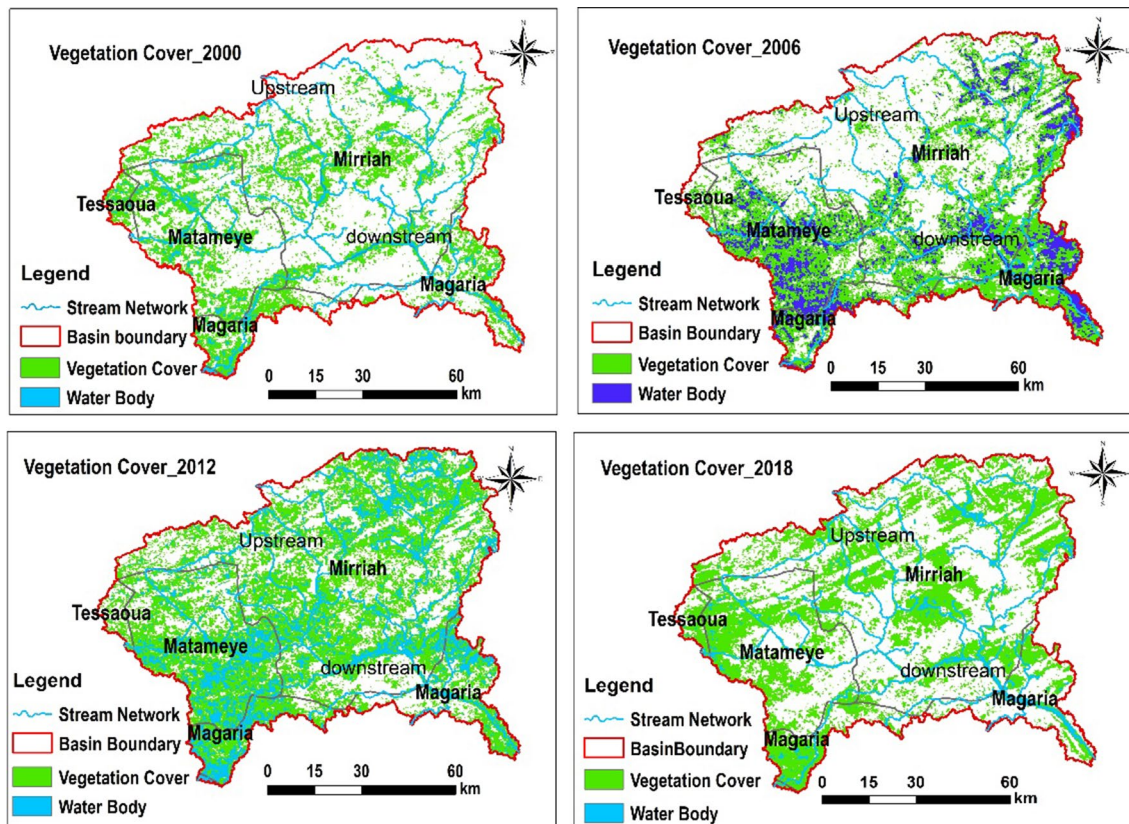 Vegetation Cover_2000
N
W
E
S
Upstream
Mirriah
Tessaoua
Matameye
downstream
Magaria
Magaria
Legend
Stream Network
Basin boundary
Vegetation Cover
Water Body
0 15 30 60
km
Vegetation Cover_2006
N
W
E
S
Upstream
Mirriah
Tessaoua
Matameye
downstream
Magaria
Magaria
Legend
Stream Network
Basin Boundary
Vegetation Cover
Water Body
0 15 30 60
km
Vegetation Cover_2012
N
W
E
S
Upstream
Mirriah
Tessaoua
Matameye
downstream
Magaria
Magaria
Legend
Stream Network
Basin Boundary
Vegetation Cover
Water Body
0 15 30 60
km
Vegetation Cover_2018
N
W
E
S
Upstream
Mirriah
Tessaoua
Matameye
downstream
Magaria
Magaria
Legend
Stream Network
BasinBoundary
Vegetation Cover
Water Body
0 15 30 60
km